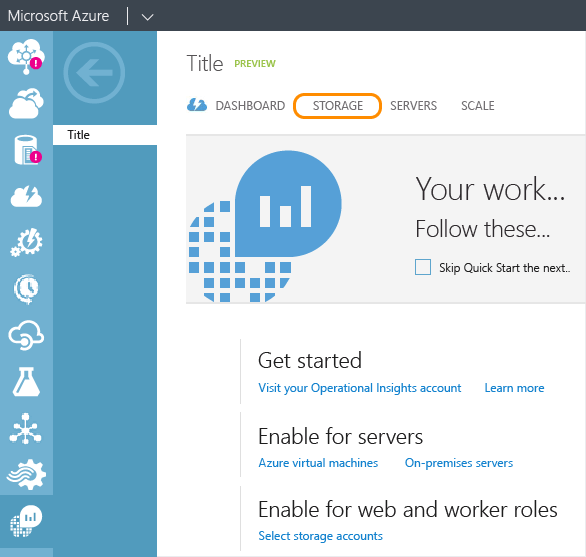 Microsoft Azure
Title PREVIEW
DASHBOARD STORAGE SERVERS SCALE
Title
Your work...
Follow these...
Skip Quick Start the next..
Get started
Visit your Operational Insights account Learn more
Enable for servers
Azure virtual machines On-premises servers
Enable for web and worker roles
Select storage accounts